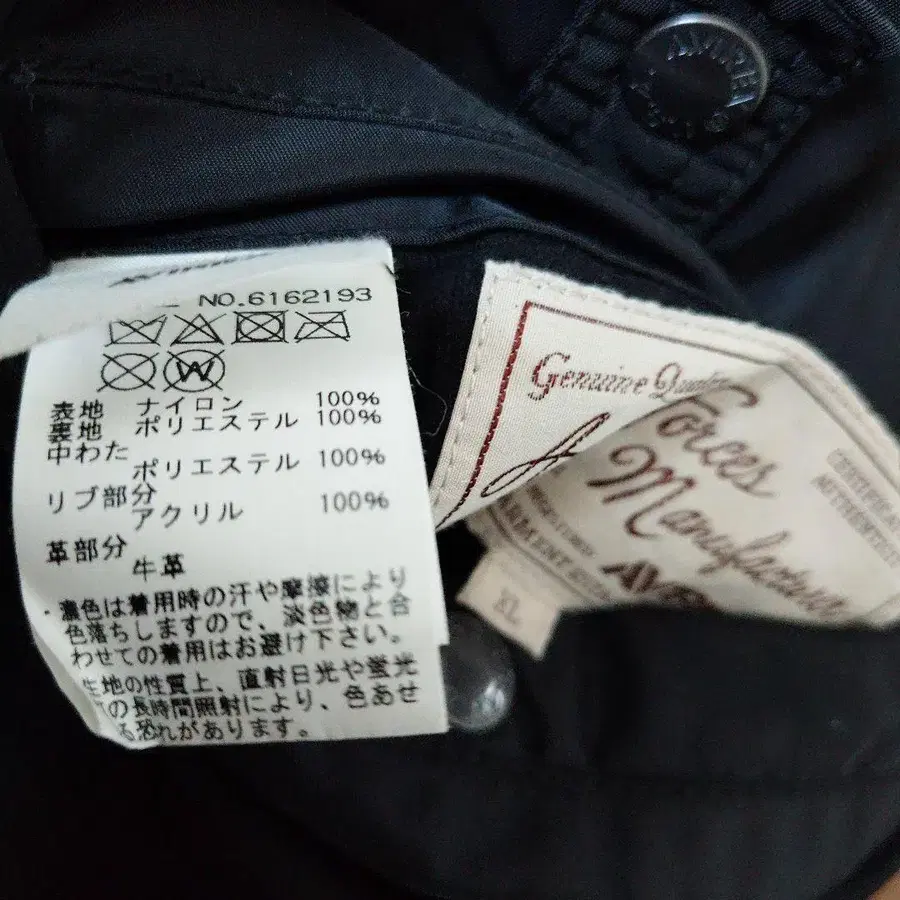 AVIREX
NO.6162193
W
表地 ナイロン 100%
裏地 ポリエステル 100%
中わた
ポリエステル 100%
リブ部分
アクリル 100%
革部分
牛革
・濃色は着用時の汗や摩擦により
色落ちしますので、淡色物と合
わせての着用はお避け下さい。
生地の性質上、直射日光や蛍光
の長時間照射により、色あせ
る恐れがあります。
Genuine
Forces
Manufacture
XL